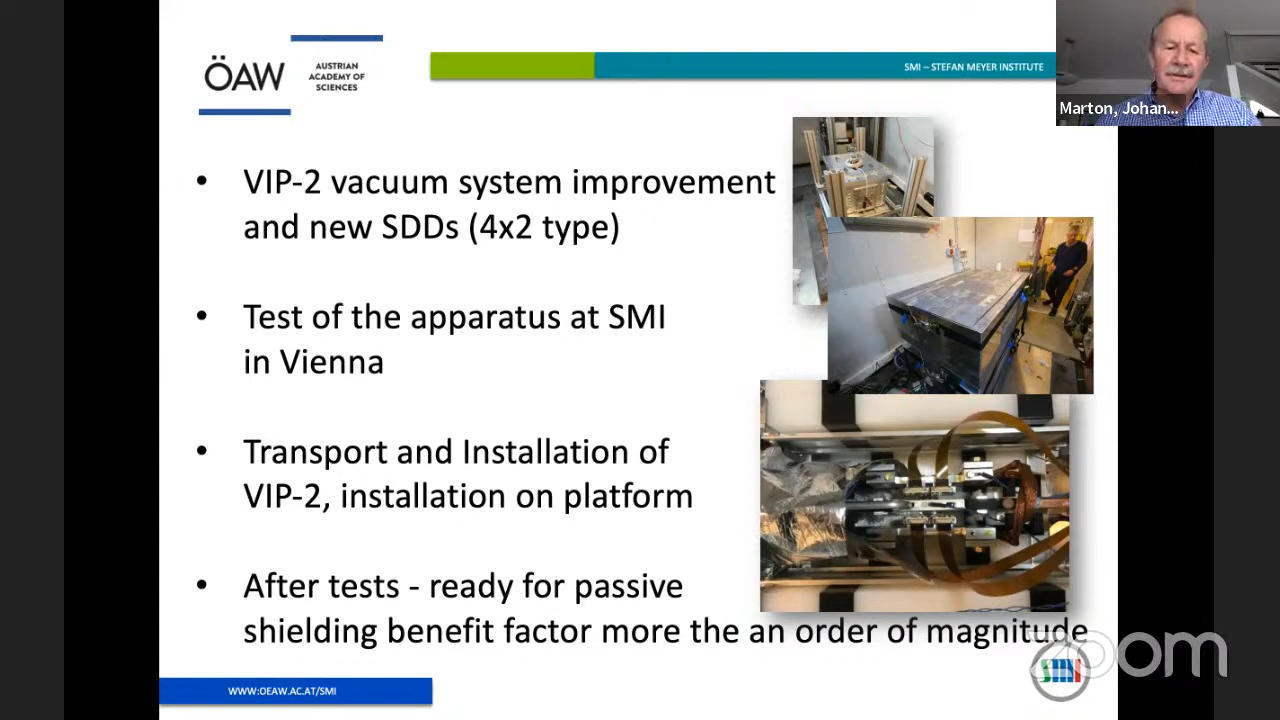 ÖAW
AUSTRIAN
ACADEMY OF
SCIENCES
SMI – STEFAN MEYER INSTITUTE
Marton, Johan...
• VIP-2 vacuum system improvement
and new SDDs (4x2 type)
• Test of the apparatus at SMI
in Vienna
• Transport and Installation of
VIP-2, installation on platform
• After tests - ready for passive
shielding benefit factor more the an order of magnitude
zoom
SMI
WWW:OEAW.AC.AT/SMI